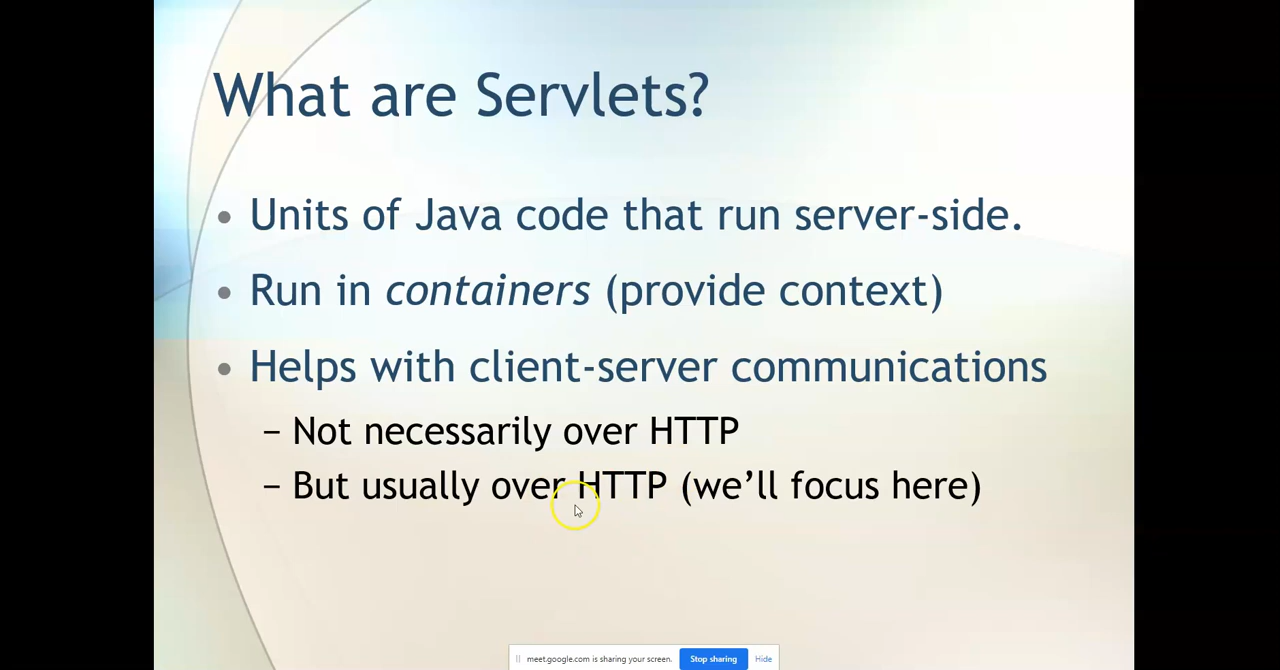 What are Servlets?
• Units of Java code that run server-side.
• Run in containers (provide context)
• Helps with client-server communications
– Not necessarily over HTTP
– But usually over HTTP (we’ll focus here)
meet.google.com is sharing your screen. Stop sharing Hide